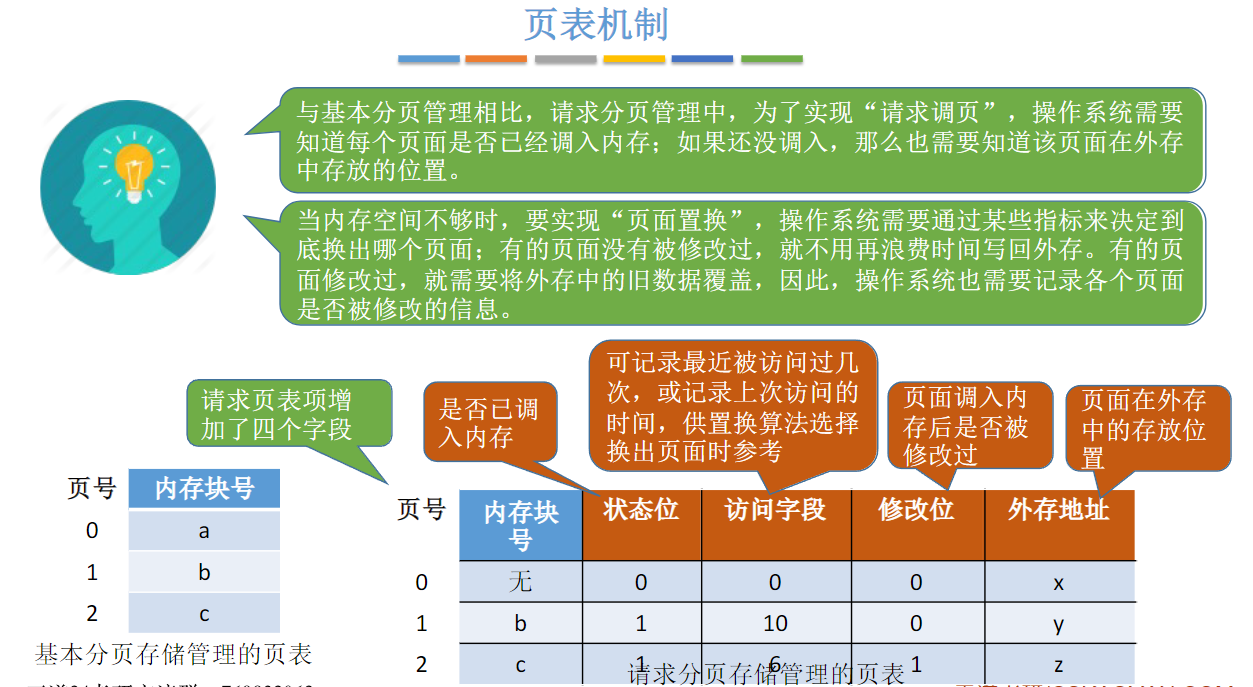 页表机制
与基本分页管理相比，请求分页管理中，为了实现“请求调页”，操作系统需要
知道每个页面是否已经调入内存；如果还没调入，那么也需要知道该页面在外存
中存放的位置。
当内存空间不够时，要实现“页面置换”，操作系统需要通过某些指标来决定到
底换出哪个页面；有的页面没有被修改过，就不用再浪费时间写回外存。有的页
面修改过，就需要将外存中的旧数据覆盖，因此，操作系统也需要记录各个页面
是否被修改的信息。
请求页表项增
加了四个字段
是否已调
入内存
可记录最近被访问过几
次，或记录上次访问的
时间，供置换算法选择
换出页面时参考
页面调入内
存后是否被
修改过
页面在外存
中的存放位
置
页号 内存块号
0 a
1 b
2 c
基本分页存储管理的页表
页号 内存块
号 状态位 访问字段 修改位 外存地址
0 无 0 0 0 x
1 b 1 10 0 y
2 c 1 6 1 z
请求分页存储管理的页表